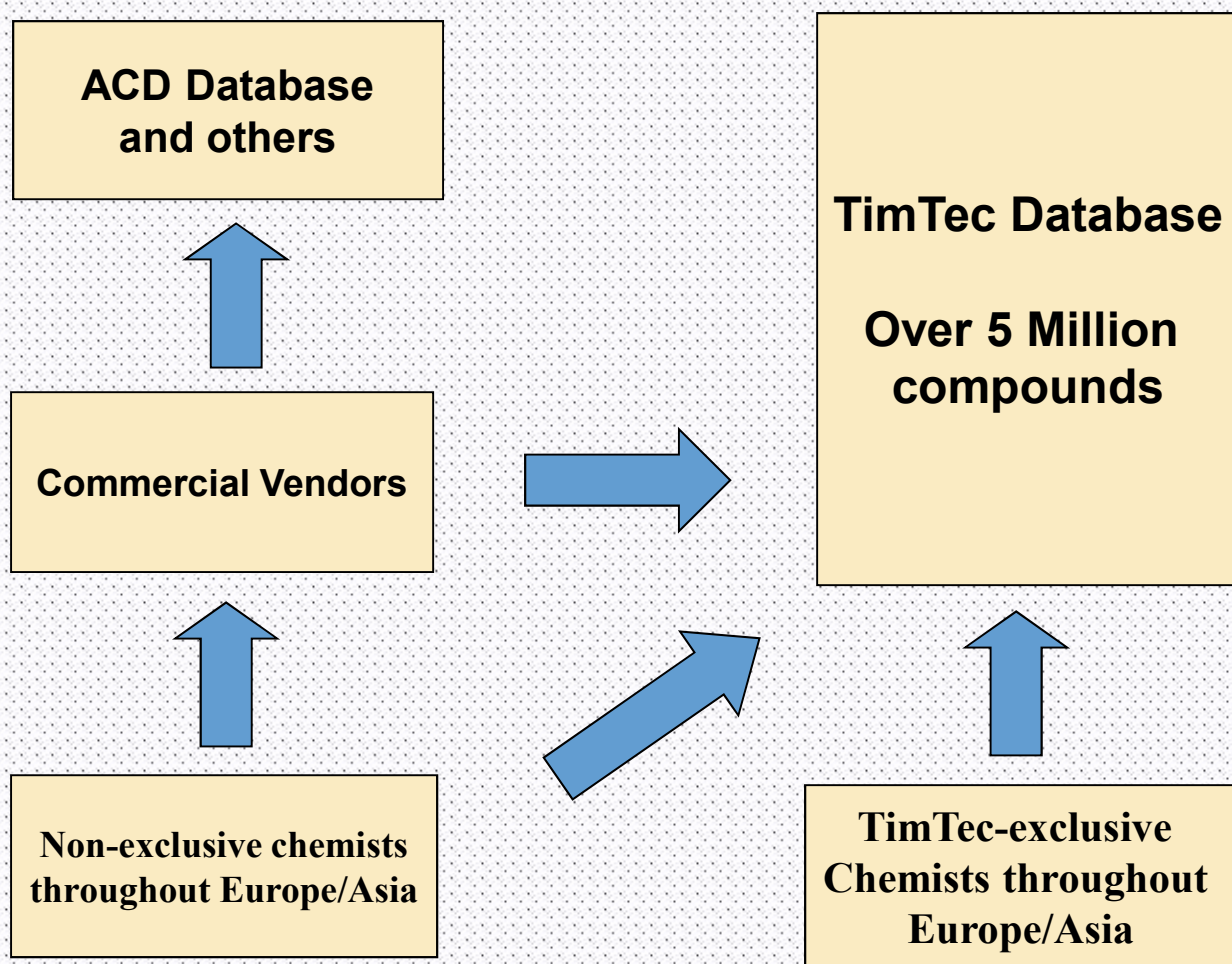 ACD Database
and others
TimTec Database
Over 5 Million
compounds
Commercial Vendors
Non-exclusive chemists
throughout Europe/Asia
TimTec-exclusive
Chemists throughout
Europe/Asia